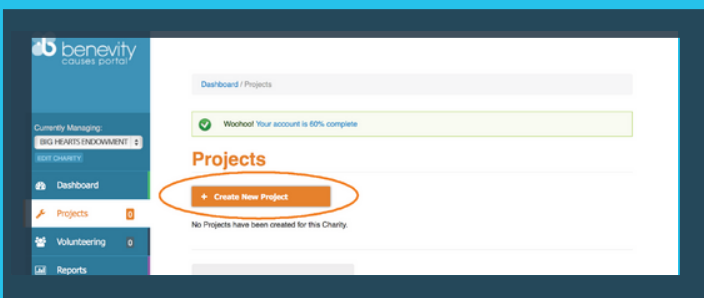 benevity
causes portal
Dashboard / Projects
Currently Managing:
BIG HEARTS ENDOWMENT
EDIT CHARITY
Woohoo! Your account is 60% complete
Projects
Dashboard
+ Create New Project
Projects 0
No Projects have been created for this Charity.
Volunteering 0
Reports